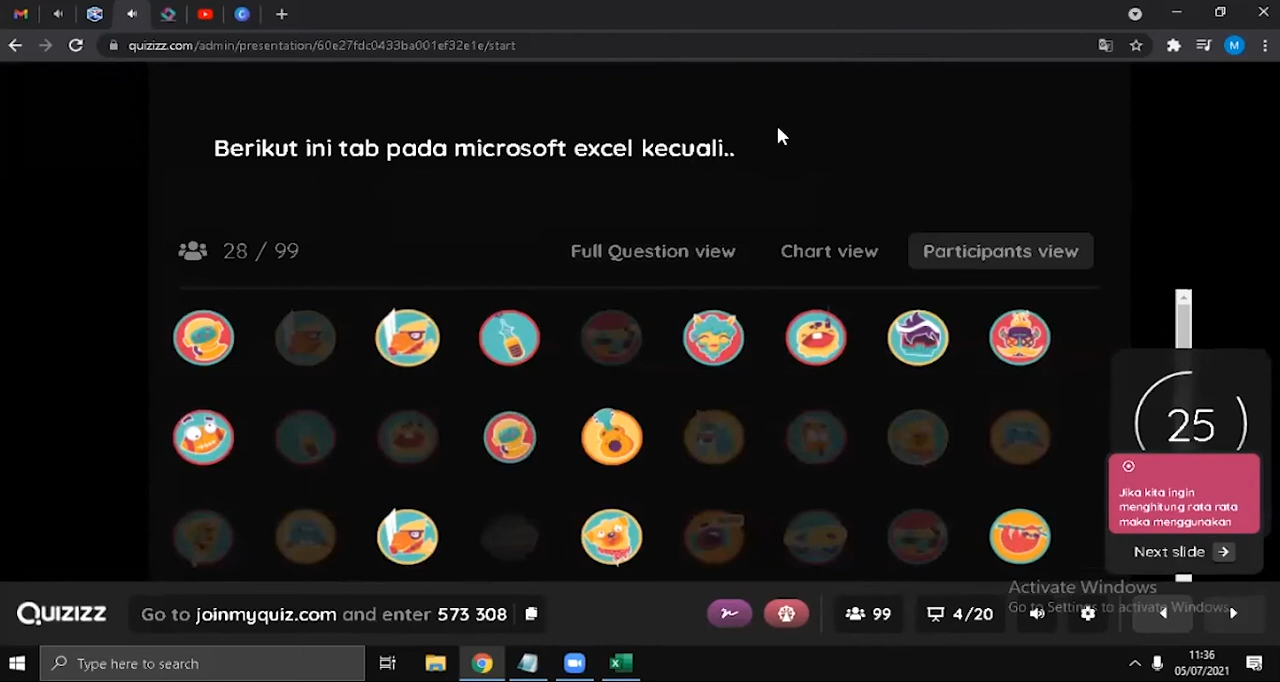 quizizz.com/admin/presentation/60e27fdc0433ba001ef32e1e/start
M
Berikut ini tab pada microsoft excel kecuali..
28 / 99
Full Question view
Chart view
Participants view
25
Jika kita ingin
menghitung rata rata
maka menggunakan
Next slide
Activate Windows
Go to Settings to activate Windows.
QUIZIZZ
Go to joinmyquiz.com and enter 573 308
99
4/20
Type here to search
11:36
05/07/2021